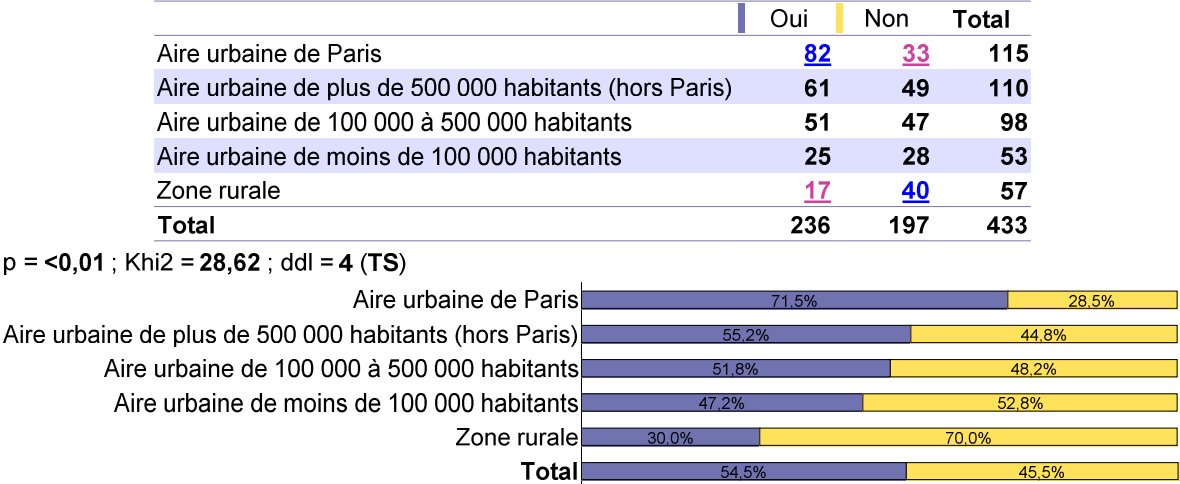 Oui Non Total
Aire urbaine de Paris 82 33 115
Aire urbaine de plus de 500 000 habitants (hors Paris) 61 49 110
Aire urbaine de 100 000 à 500 000 habitants 51 47 98
Aire urbaine de moins de 100 000 habitants 25 28 53
Zone rurale 17 40 57
Total 236 197 433
p = <0,01 ; Khi2 = 28,62 ; ddl = 4 (TS)
Aire urbaine de Paris 71,5% 28,5%
Aire urbaine de plus de 500 000 habitants (hors Paris) 55,2% 44,8%
Aire urbaine de 100 000 à 500 000 habitants 51,8% 48,2%
Aire urbaine de moins de 100 000 habitants 47,2% 52,8%
Zone rurale 30,0% 70,0%
Total 54,5% 45,5%